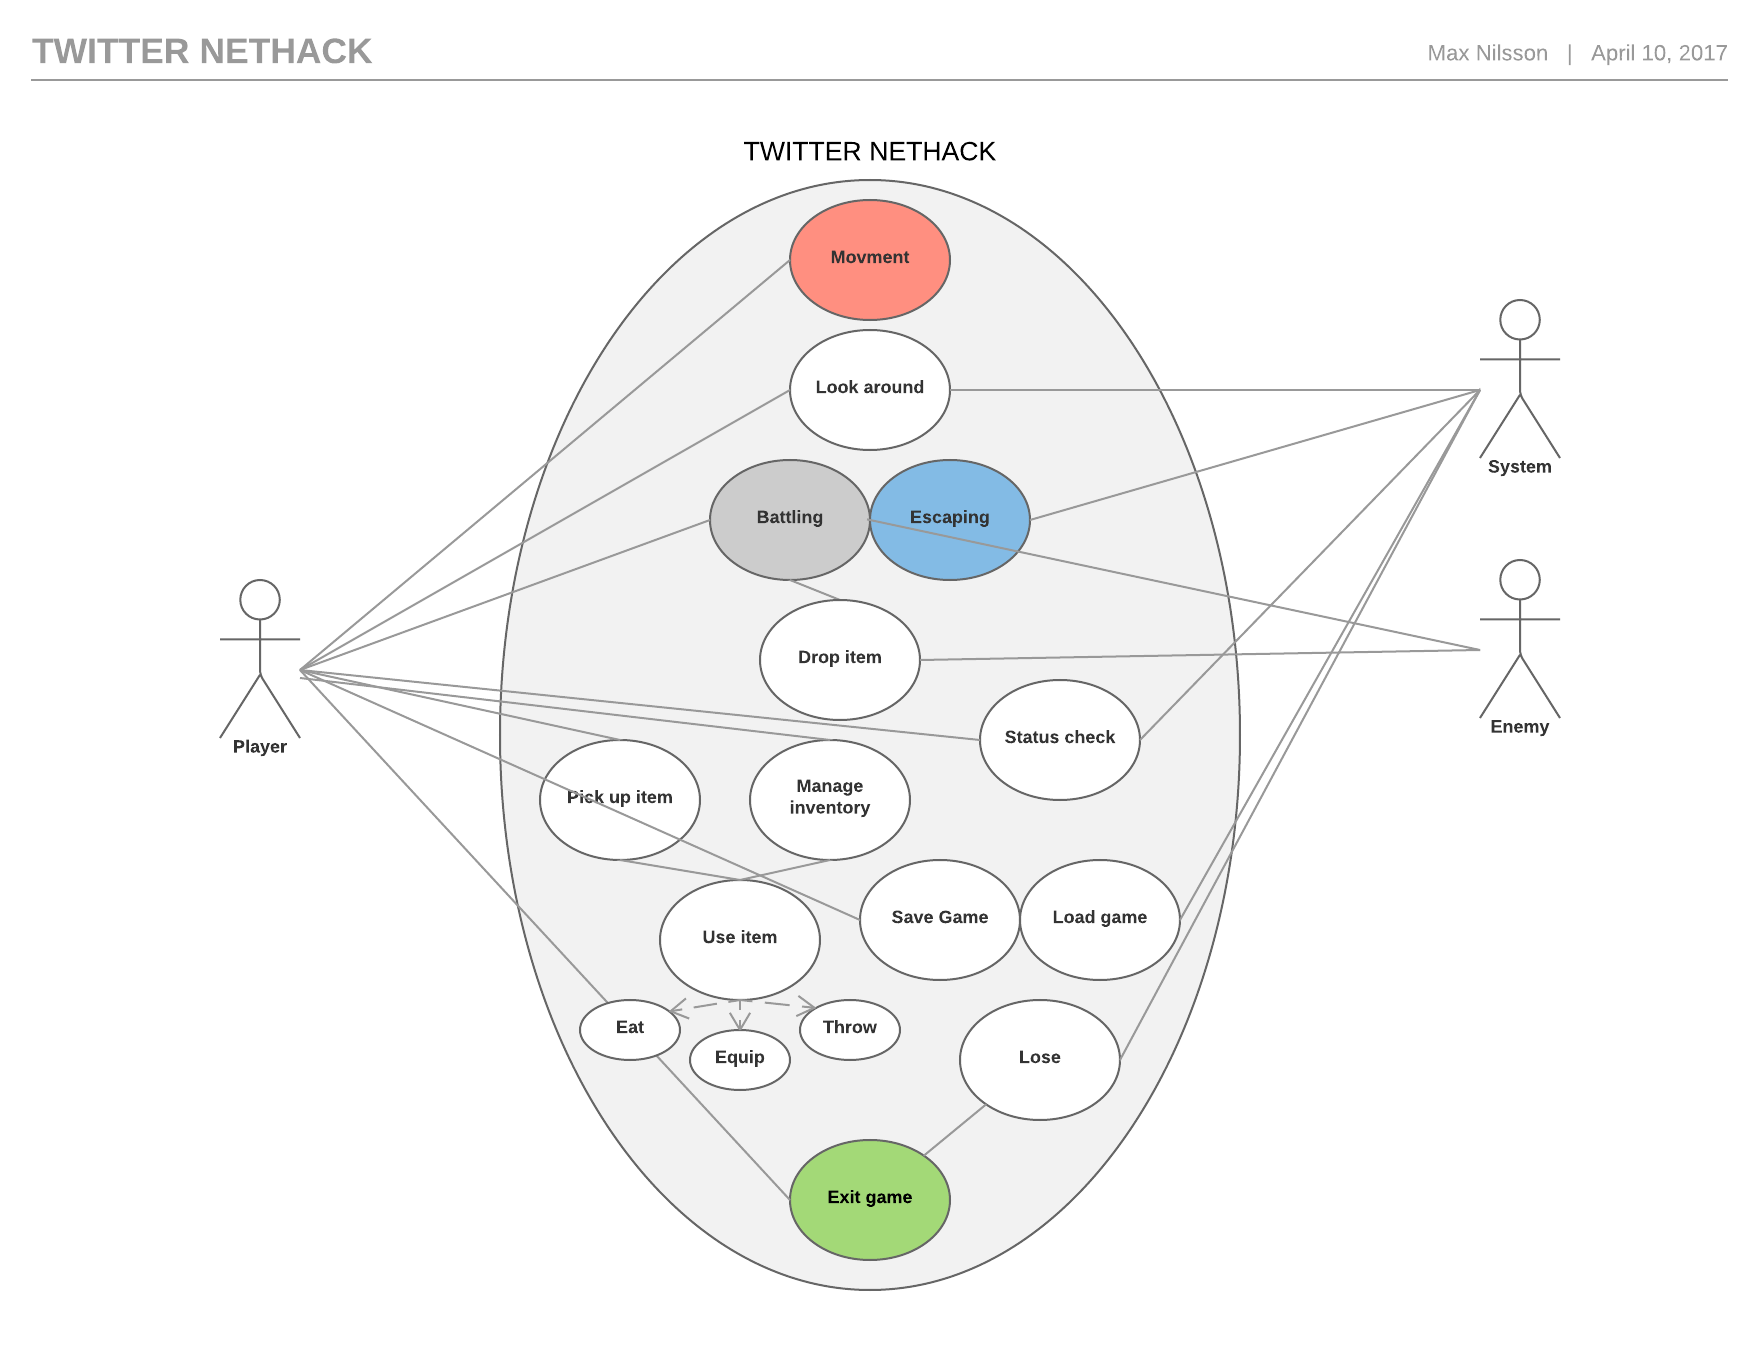 TWITTER NETHACK
Max Nilsson | April 10, 2017
TWITTER NETHACK
Movment
Look around
Battling
Escaping
System
Drop item
Enemy
Player
Status check
Pick up item
Manage
inventory
Save Game
Load game
Use item
Eat
Equip
Throw
Lose
Exit game